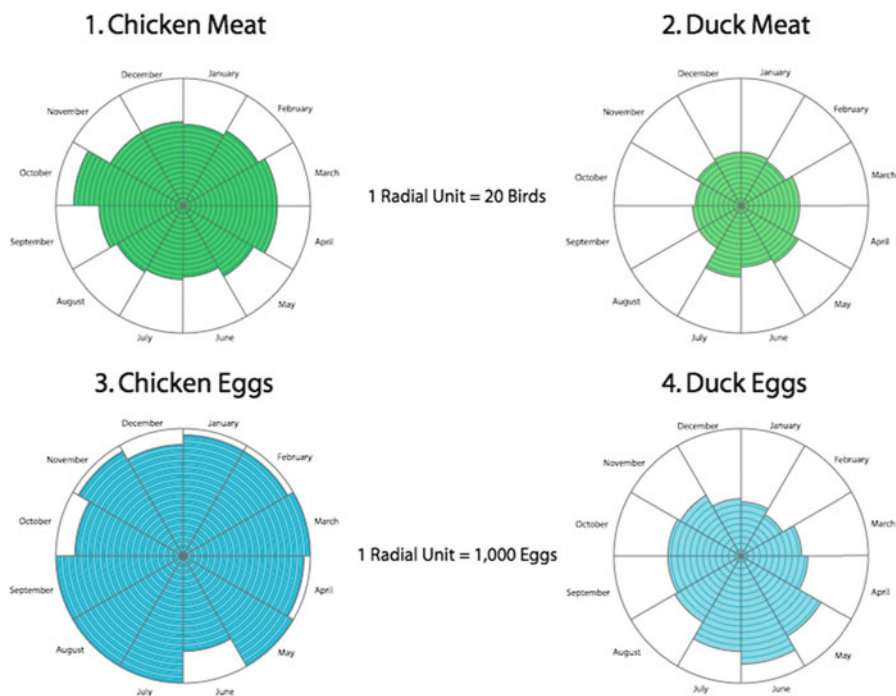 1. Chicken Meat
December
January
November
February
October
March
September
April
August
May
July
June
1 Radial Unit = 20 Birds
2. Duck Meat
December
January
November
February
October
March
September
April
August
May
July
June
3. Chicken Eggs
December
January
November
February
October
March
September
April
August
May
July
June
1 Radial Unit = 1,000 Eggs
4. Duck Eggs
December
January
November
February
October
March
September
April
August
May
July
June